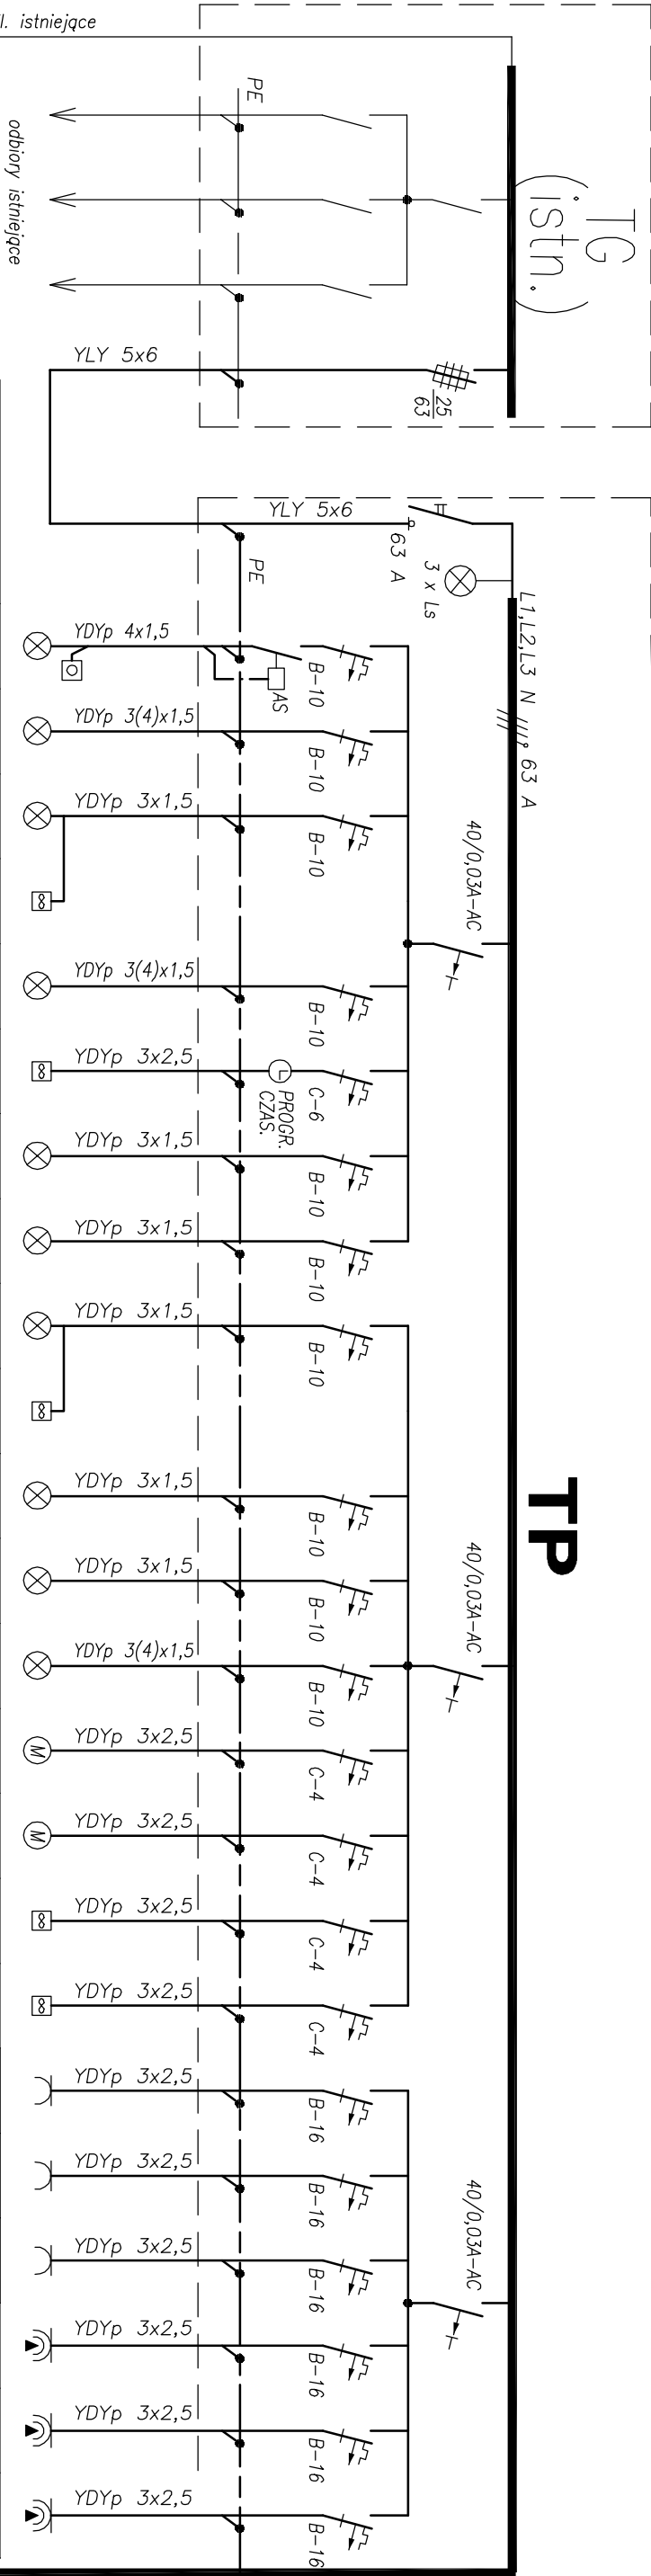 l. istniejące
odbiory istniejące
PE
TG
(istn.)
YLY 5x6
25
63
YLY 5x6
63 A
3 x Ls
PE
L1,L2,L3 N
63 A
TP
YDYp 4x1,5
AS
B-10
YDYp 3(4)x1,5
B-10
YDYp 3x1,5
B-10
40/0,03A-AC
YDYp 3(4)x1,5
B-10
YDYp 3x2,5
PROGR.
CZAS.
C-6
YDYp 3x1,5
B-10
YDYp 3x1,5
B-10
YDYp 3x1,5
B-10
YDYp 3x1,5
B-10
YDYp 3x1,5
B-10
40/0,03A-AC
YDYp 3(4)x1,5
B-10
M
YDYp 3x2,5
C-4
M
YDYp 3x2,5
C-4
YDYp 3x2,5
C-4
YDYp 3x2,5
C-4
YDYp 3x2,5
B-16
YDYp 3x2,5
B-16
40/0,03A-AC
YDYp 3x2,5
B-16
YDYp 3x2,5
B-16
YDYp 3x2,5
B-16
YDYp 3x2,5
B-16